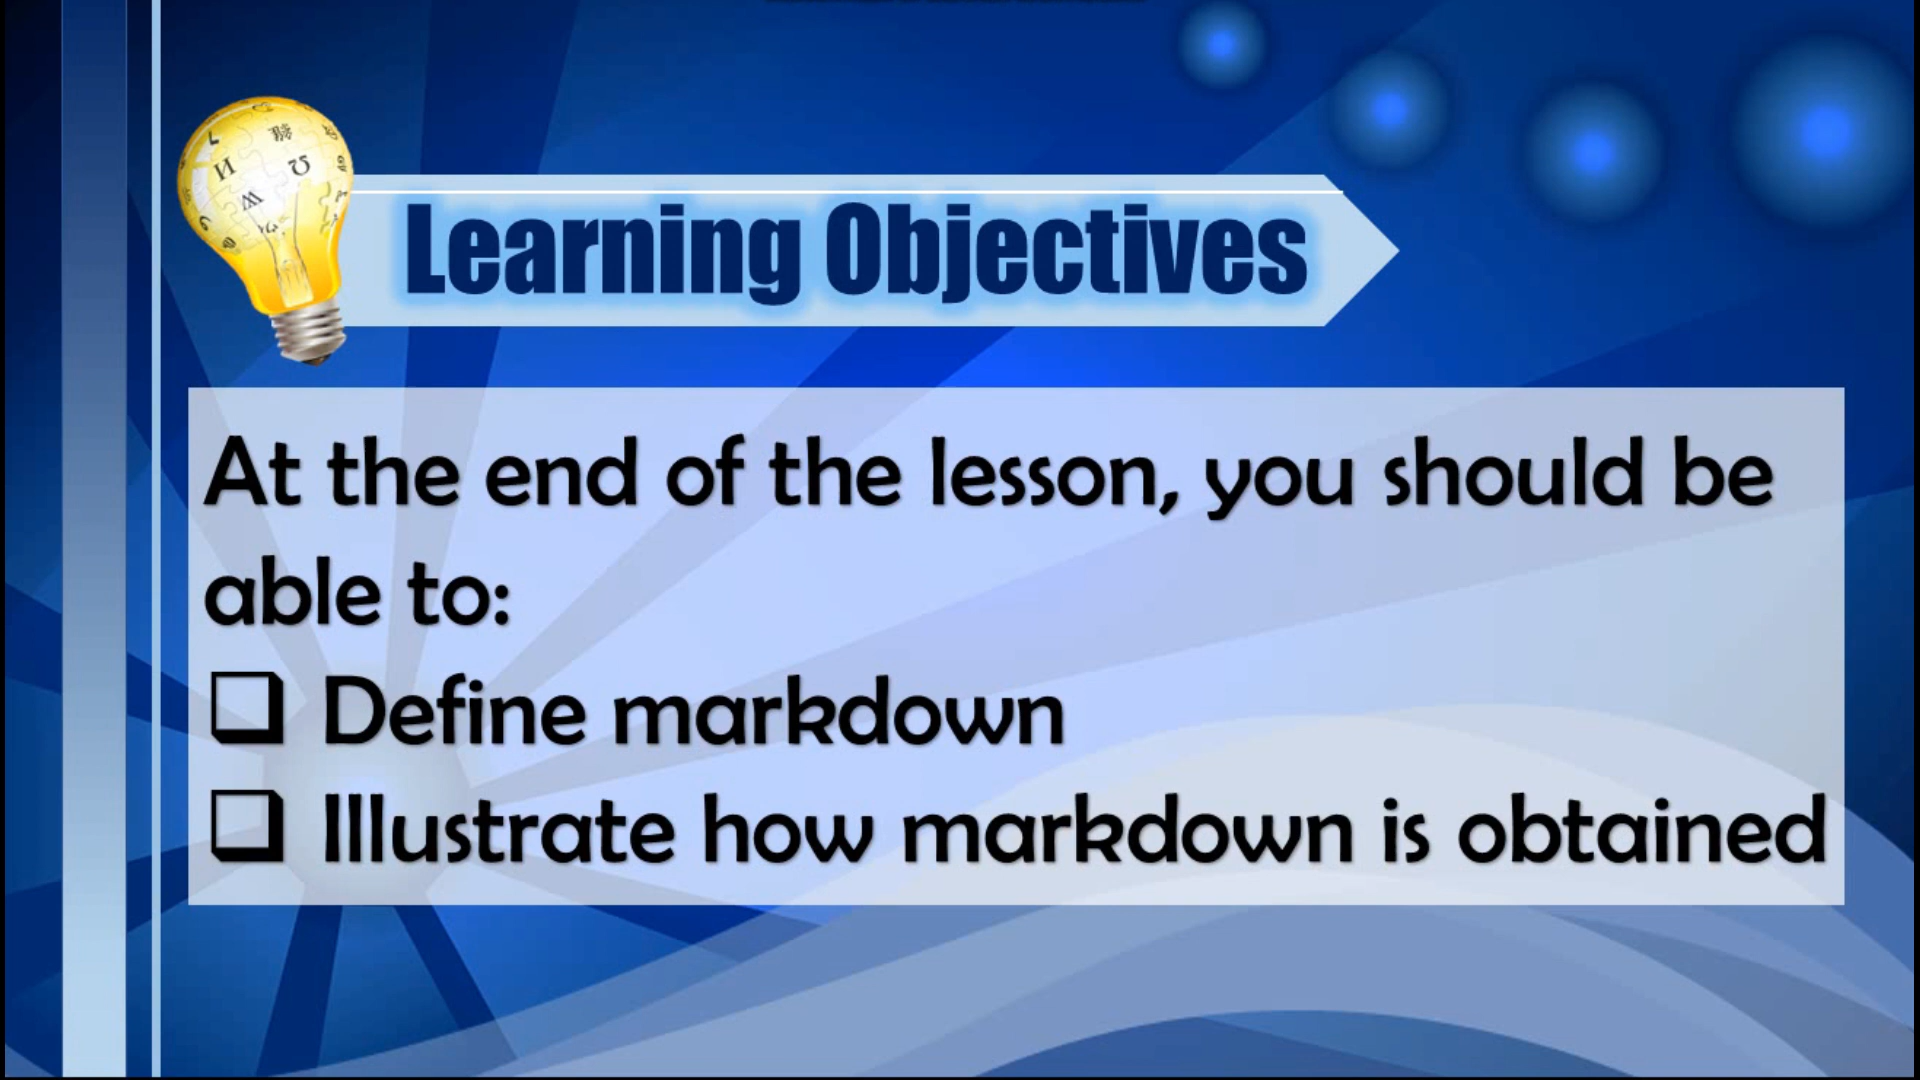 Learning Objectives
At the end of the lesson, you should be
able to:
❑ Define markdown
❑ Illustrate how markdown is obtained